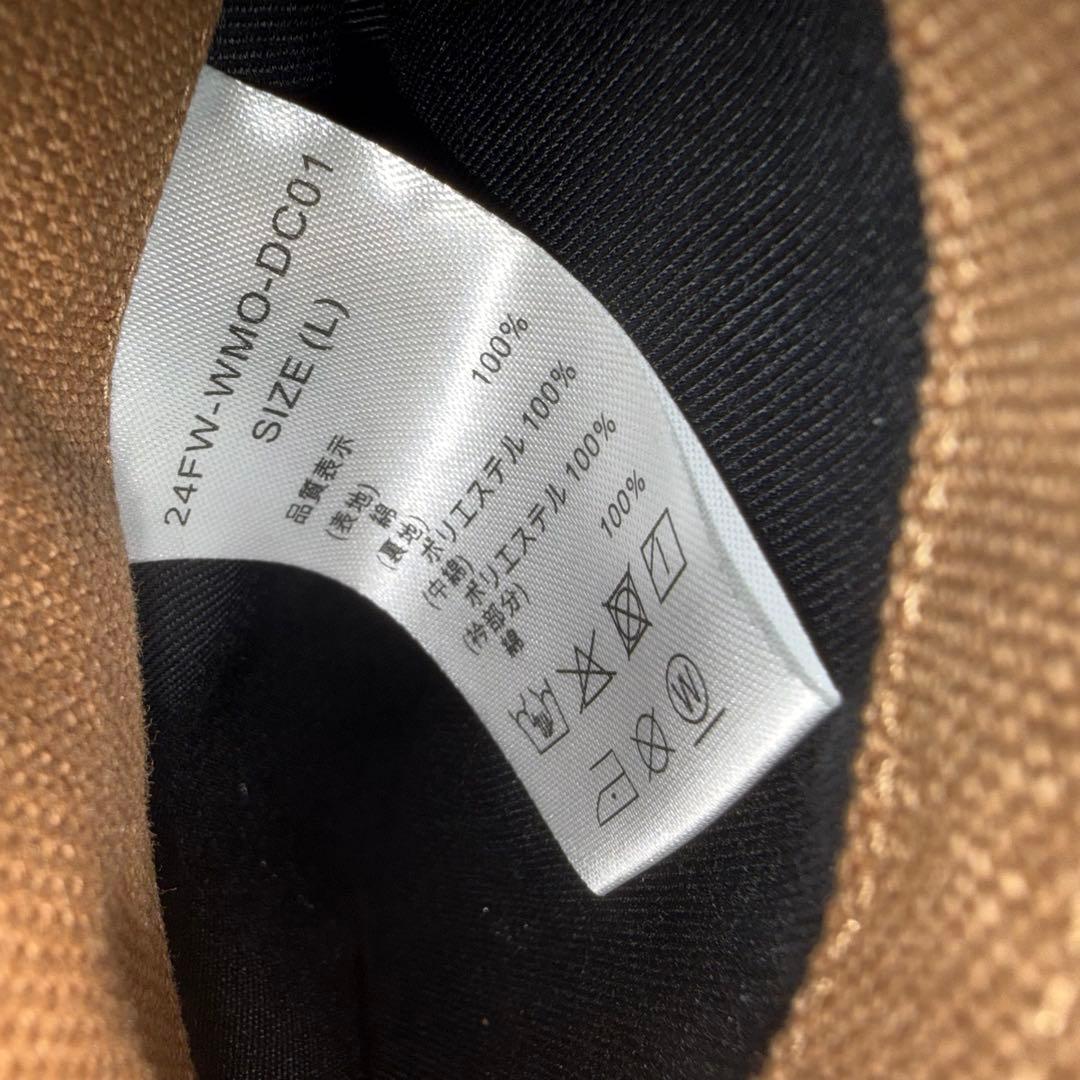 24FW-WMO-DC01
SIZE (L)
品質表示
(表地) 綿 100%
(裏地)
ポリエステル 100%
(中綿)
ポリエステル 100%
(衿部分)
綿 100%
W